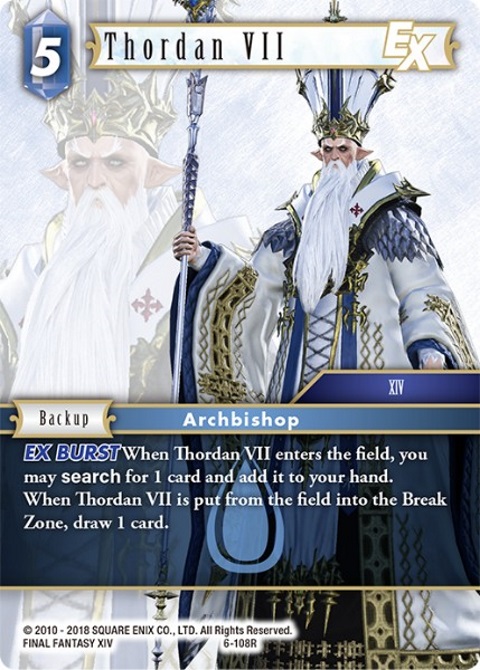 5
Thordan VII
EX
XIV
Backup
Archbishop
EX BURST When Thordan VII enters the field, you
may search for 1 card and add it to your hand.
When Thordan VII is put from the field into the Break
Zone, draw 1 card.
© 2010 - 2018 SQUARE ENIX CO., LTD. All Rights Reserved.
FINAL FANTASY XIV
6-108R